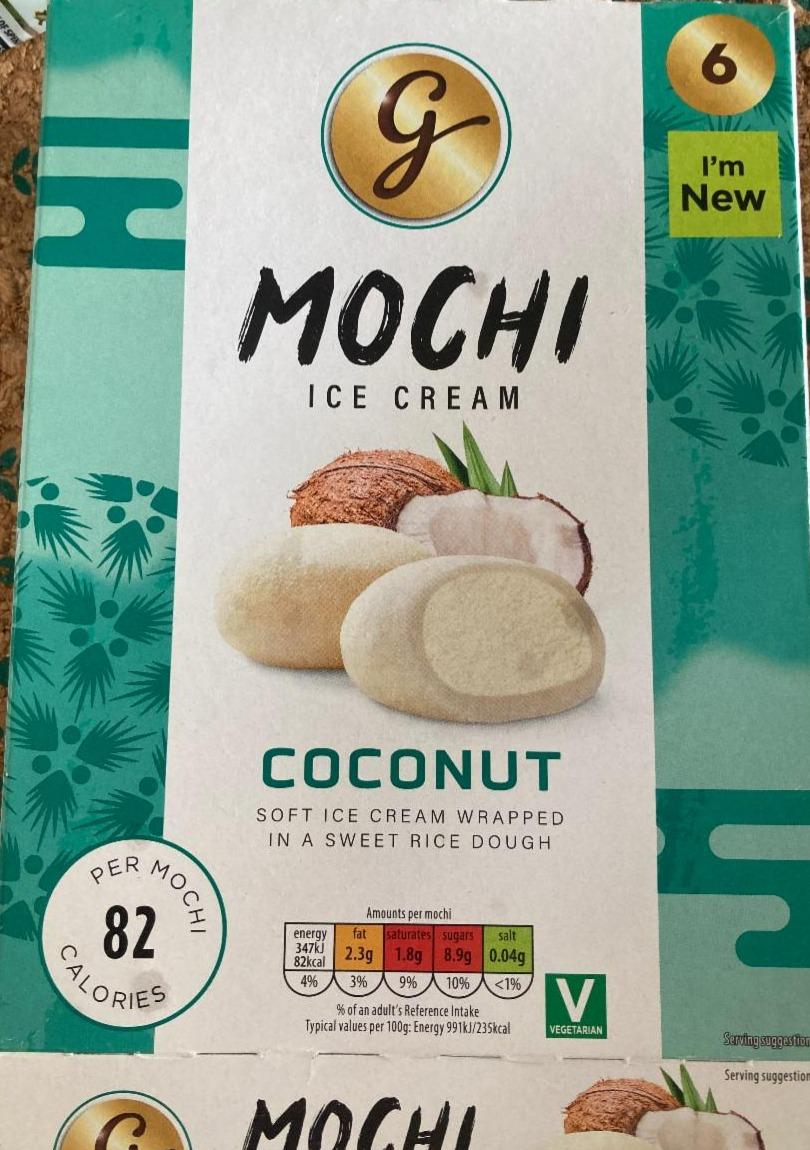 g
6
I'm
New
MOCHI
ICE CREAM
COCONUT
SOFT ICE CREAM WRAPPED
IN A SWEET RICE DOUGH
PER MOCHI
82
CALORIES
Amounts per mochi
energy 347kJ 82kcal 4%
fat 2.3g 3%
saturates 1.8g 9%
sugars 8.9g 10%
salt 0.04g <1%
% of an adult's Reference Intake
Typical values per 100g: Energy 991kJ/235kcal
V
VEGETARIAN
Serving suggestion
Serving suggestion
g
MOCHI